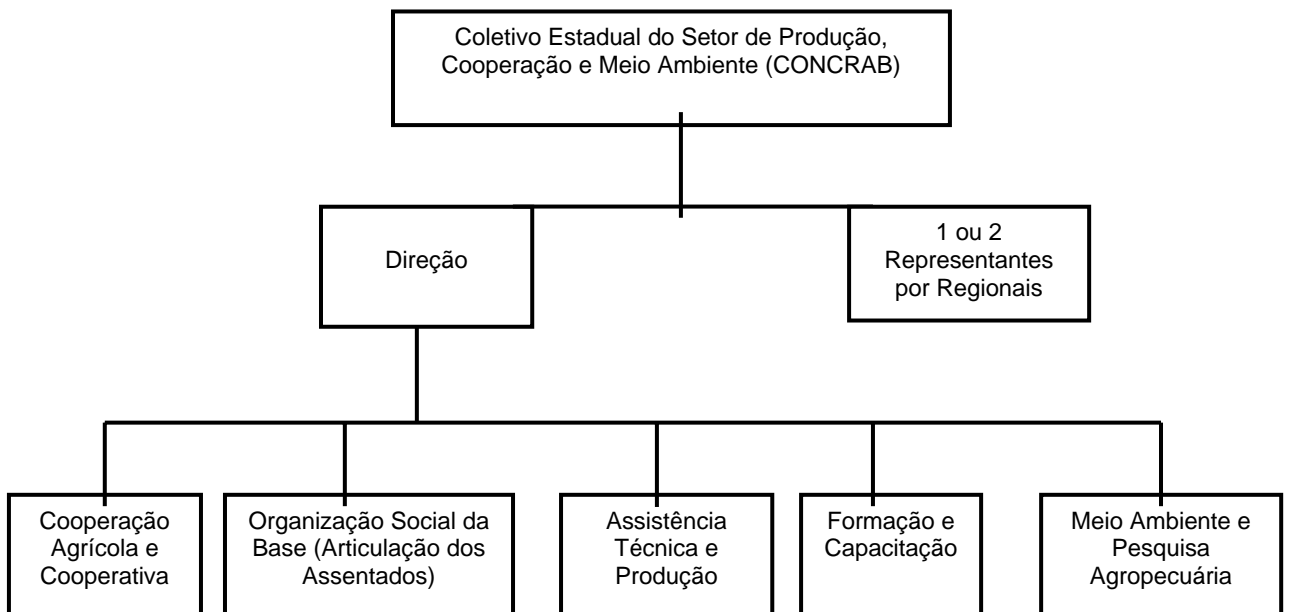 Coletivo Estadual do Setor de Produção,
Cooperação e Meio Ambiente (CONCRAB)
Direção
1 ou 2
Representantes
por Regionais
Cooperação
Agrícola e
Cooperativa
Organização Social da
Base (Articulação dos
Assentados)
Assistência
Técnica e
Produção
Formação e
Capacitação
Meio Ambiente e
Pesquisa
Agropecuária